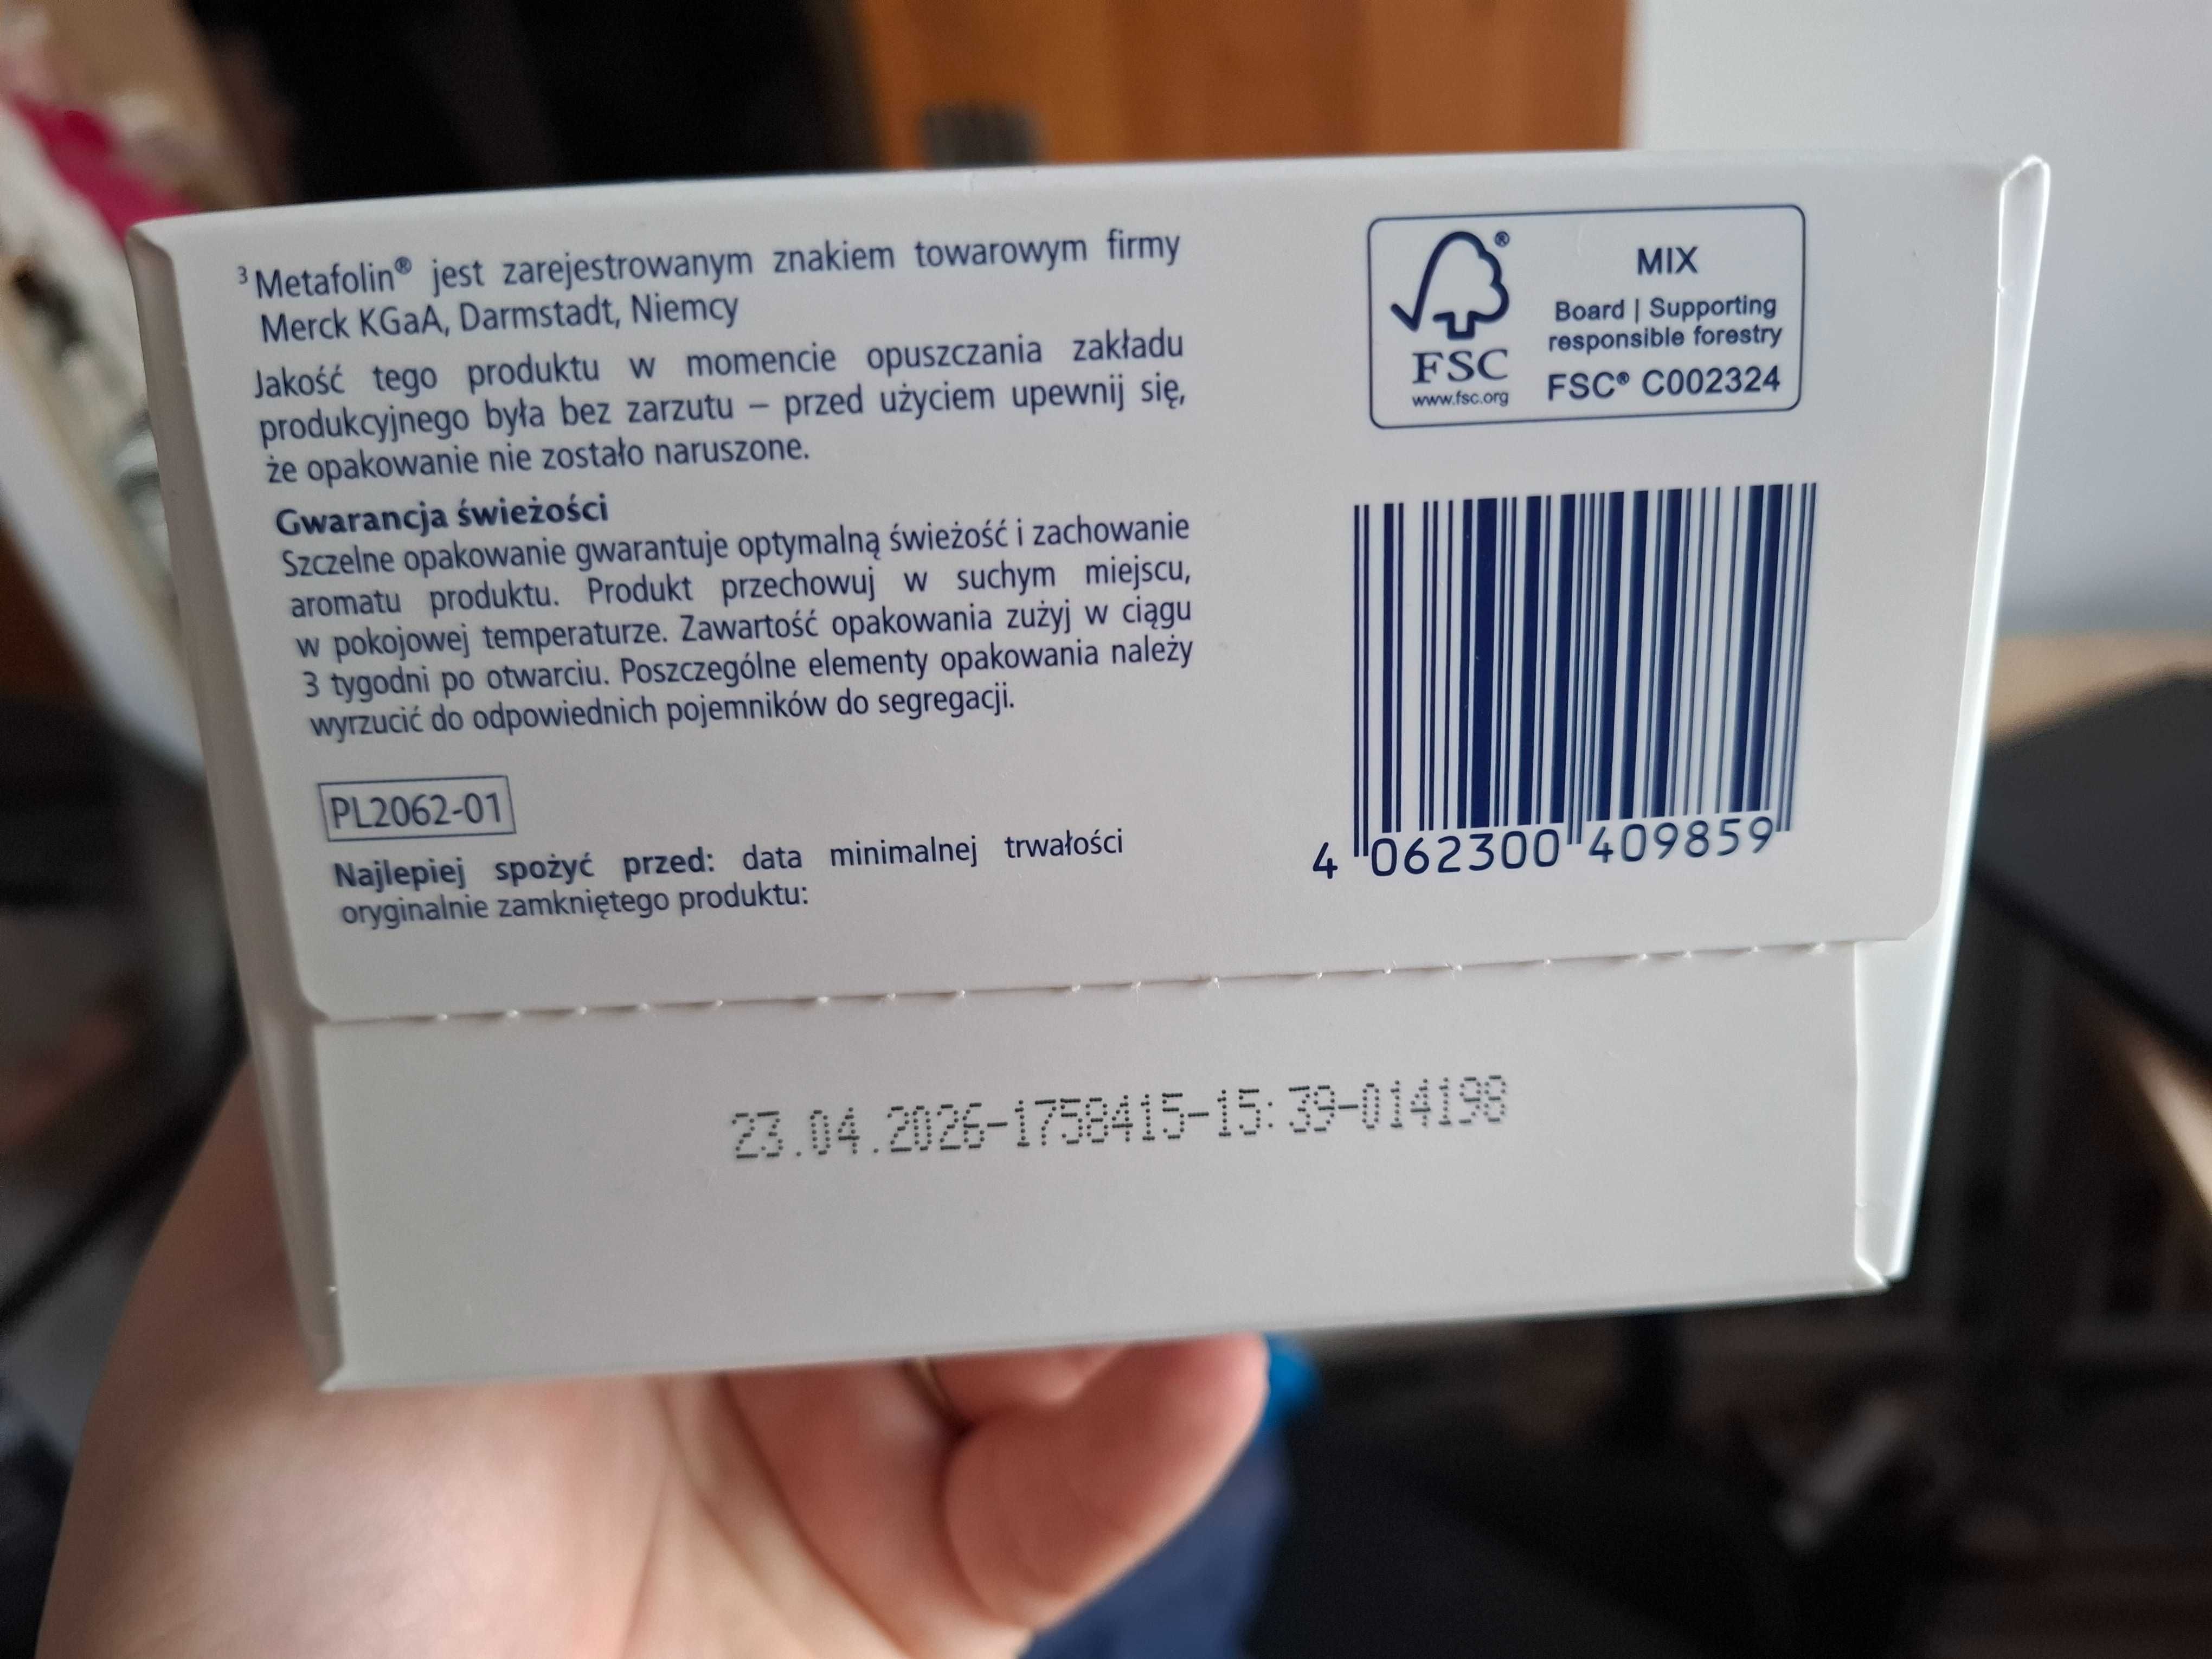 ³ Metafolin® jest zarejestrowanym znakiem towarowym firmy
Merck KGaA, Darmstadt, Niemcy
Jakość tego produktu w momencie opuszczania zakładu
produkcyjnego była bez zarzutu – przed użyciem upewnij się,
że opakowanie nie zostało naruszone.
Gwarancja świeżości
Szczelne opakowanie gwarantuje optymalną świeżość i zachowanie
aromatu produktu. Produkt przechowuj w suchym miejscu,
w pokojowej temperaturze. Zawartość opakowania zużyj w ciągu
3 tygodni po otwarciu. Poszczególne elementy opakowania należy
wyrzucić do odpowiednich pojemników do segregacji.
PL2062-01
Najlepiej spożyć przed: data minimalnej trwałości
oryginalnie zamkniętego produktu:
®
FSC
www.fsc.org
MIX
Board | Supporting
responsible forestry
FSC® C002324
4 062300 409859
23.04.2026-1758415-15:39-014198